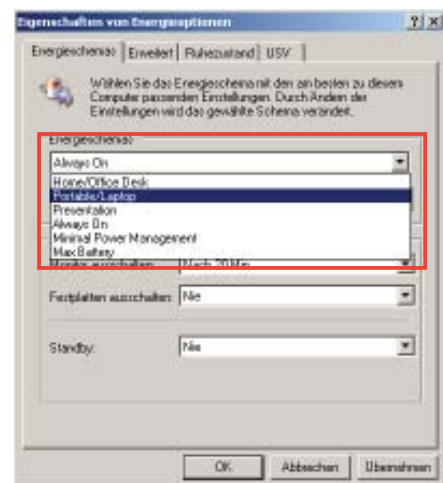 Eigenschaften von Energieoptionen
Energieschemas Erweitert Ruhezustand USV
Wählen Sie das Energieschema mit den am besten zu diesem
Computer passenden Einstellungen. Durch Ändern der
Einstellungen wird das gewählte Schema verändert.
Energieschemas
Always On
Home/Office Desk
Portable/Laptop
Presentation
Always On
Minimal Power Management
Max Battery
Monitor ausschalten: Nach 20 Min.
Festplatten ausschalten: Nie
Standby: Nie
OK Abbrechen Übernehmen